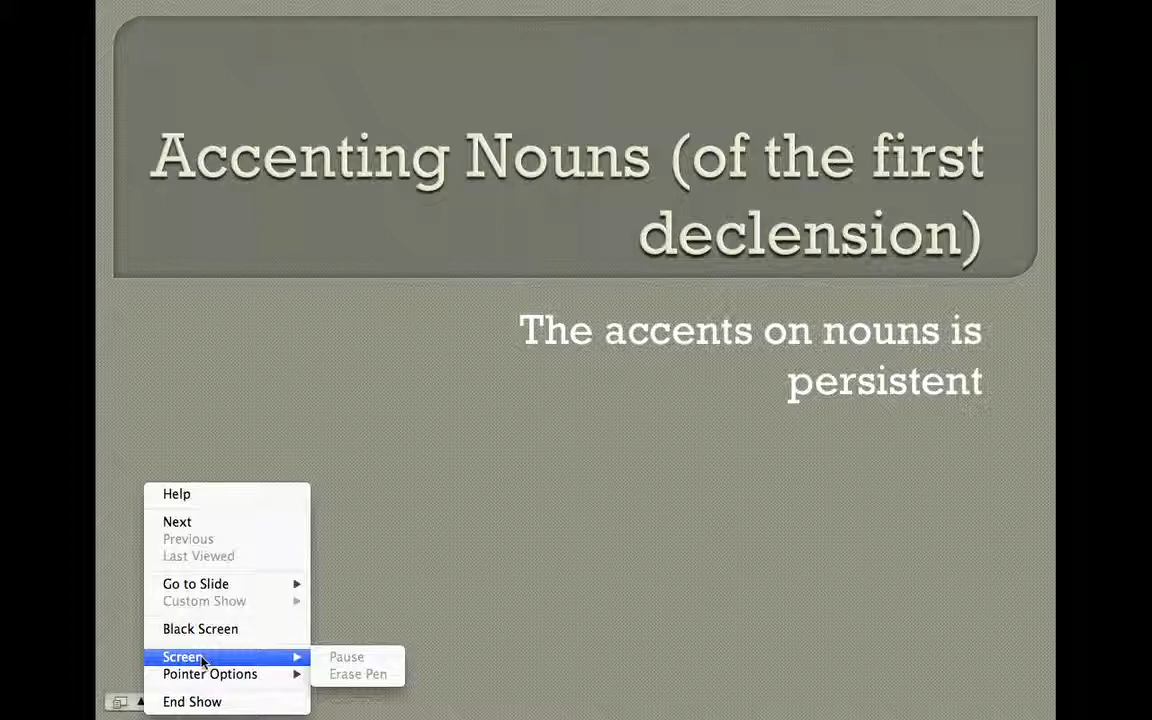 Accenting Nouns (of the first
declension)
The accents on nouns is
persistent
Help
Next
Previous
Last Viewed
Go to Slide
Custom Show
Black Screen
Screen
Pause
Pointer Options
Erase Pen
End Show